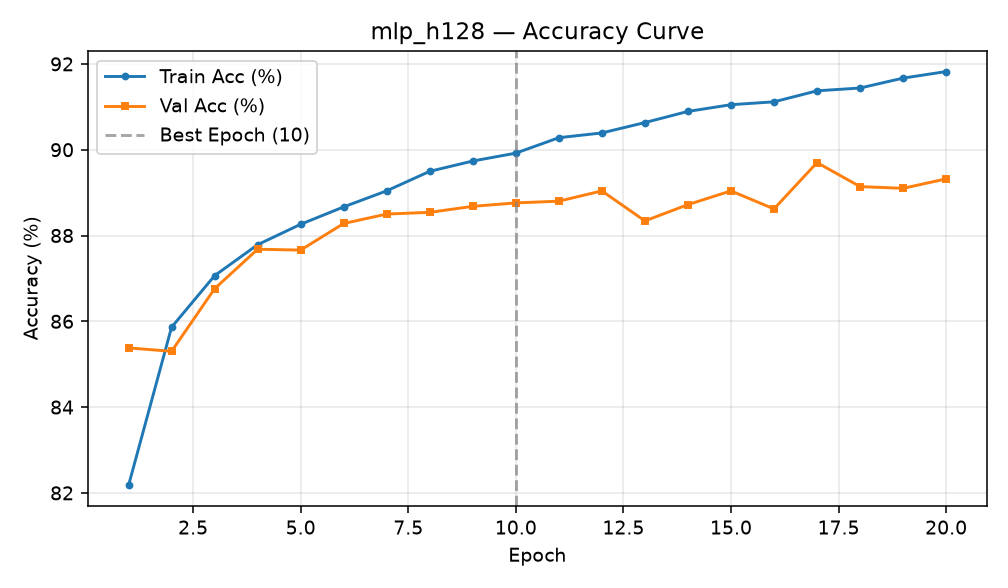 mlp_h128 — Accuracy Curve
Train Acc (%)
Val Acc (%)
Best Epoch (10)
Accuracy (%)
92
90
88
86
84
82
2.5 5.0 7.5 10.0 12.5 15.0 17.5 20.0
Epoch